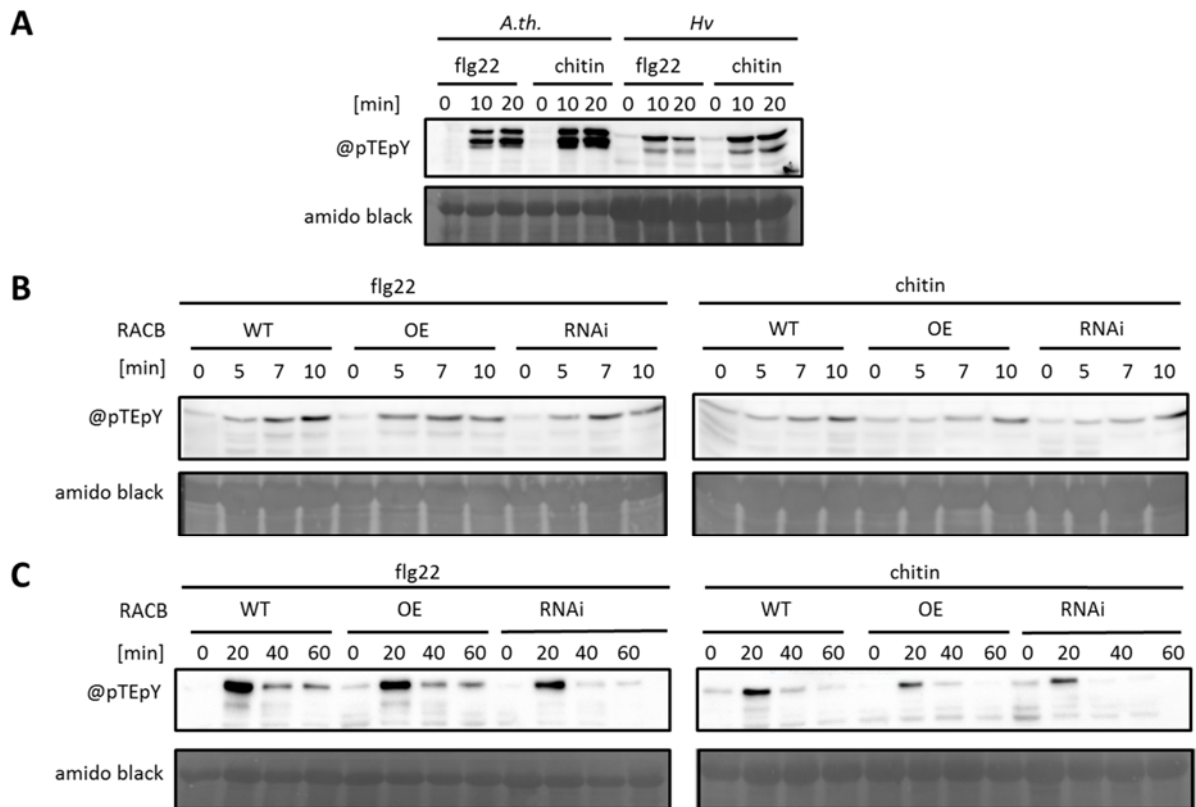 A
A.th. Hv
flg22 chitin flg22 chitin
[min] 0 10 20 0 10 20 0 10 20 0 10 20
@pTEpY
amido black
B
flg22 chitin
RACB WT OE RNAi WT OE RNAi
[min] 0 5 7 10 0 5 7 10 0 5 7 10 0 5 7 10 0 5 7 10 0 5 7 10
@pTEpY
amido black
C
flg22 chitin
RACB WT OE RNAi WT OE RNAi
[min] 0 20 40 60 0 20 40 60 0 20 40 60 0 20 40 60 0 20 40 60 0 20 40 60
@pTEpY
amido black